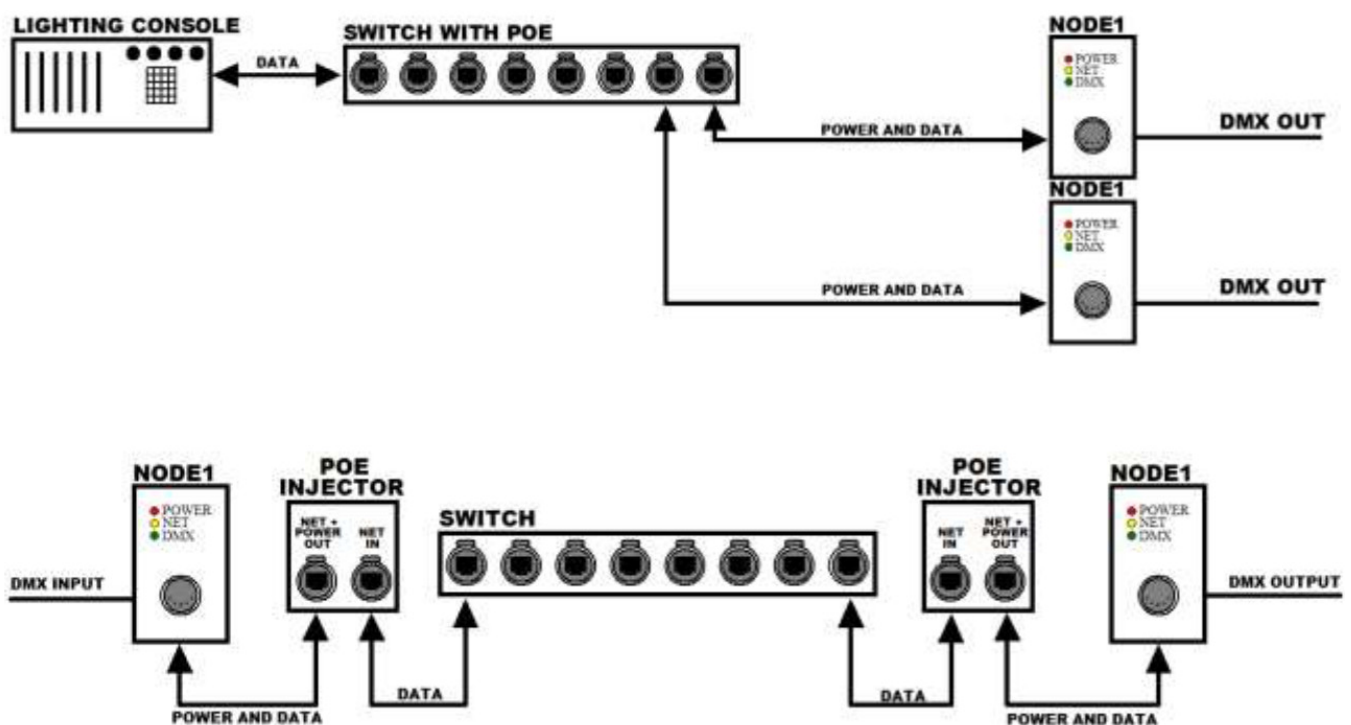 LIGHTING CONSOLE
DATA
SWITCH WITH POE
NODE1
POWER
NET
DMX
POWER AND DATA
DMX OUT
NODE1
POWER
NET
DMX
POWER AND DATA
DMX OUT
NODE1
POWER
NET
DMX
DMX INPUT
POWER AND DATA
POE
INJECTOR
NET +
POWER
OUT
NET
IN
DATA
SWITCH
DATA
POE
INJECTOR
NET
IN
NET +
POWER
OUT
POWER AND DATA
NODE1
POWER
NET
DMX
DMX OUTPUT